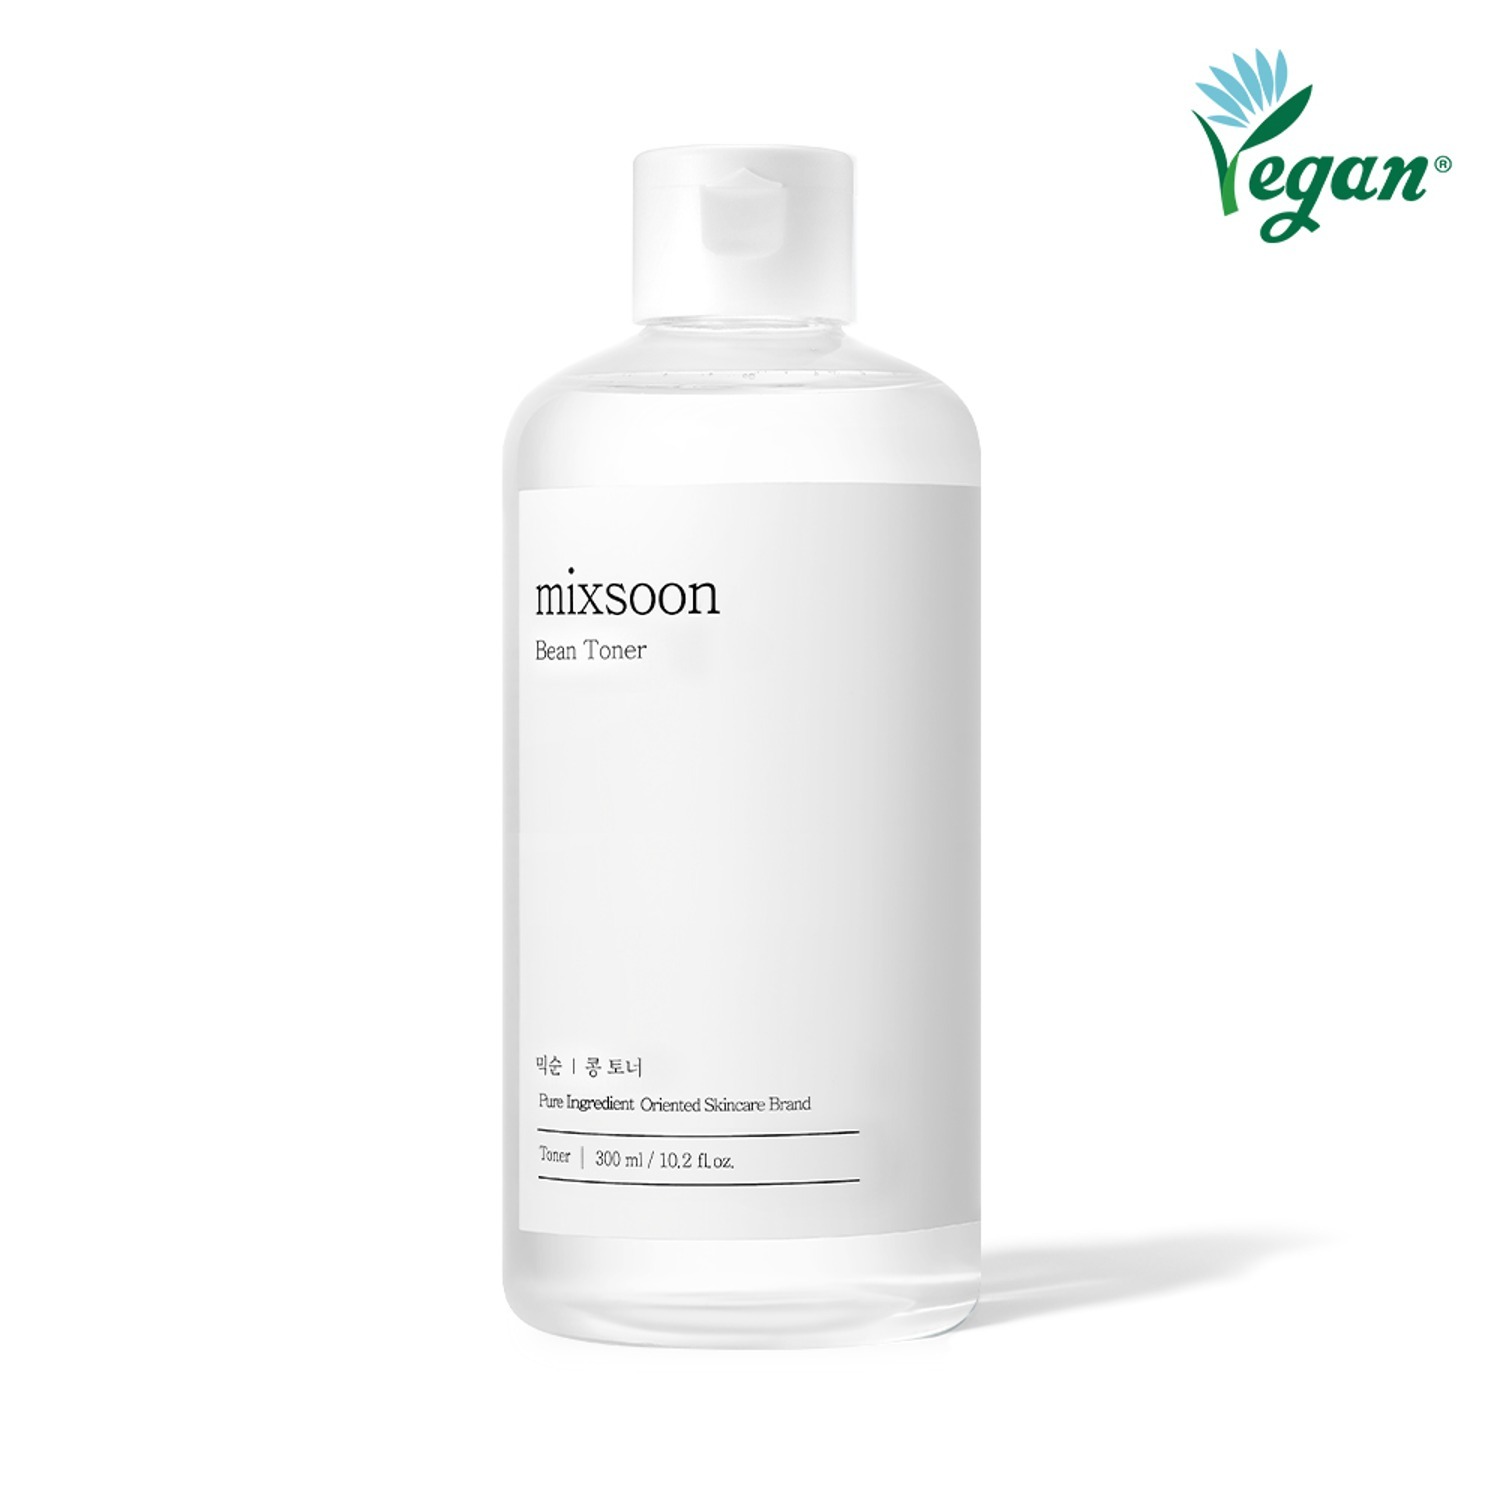 Vegan®
mixsoon
Bean Toner
믹순 | 콩 토너
Pure Ingredient Oriented Skincare Brand
Toner | 300 ml / 10.2 fl.oz.